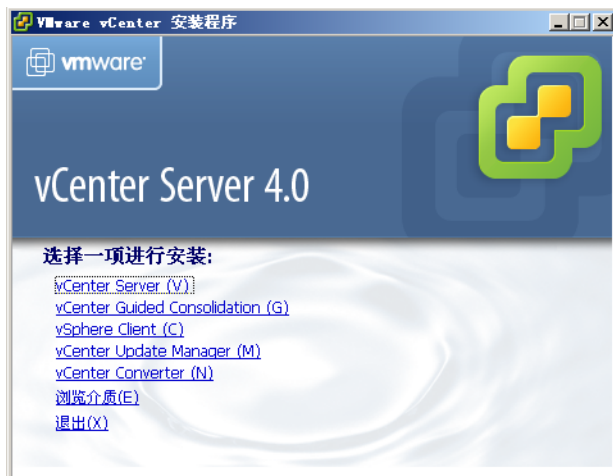 VMware vCenter 安装程序
vmware
vCenter Server 4.0
选择一项进行安装:
vCenter Server (V)
vCenter Guided Consolidation (G)
vSphere Client (C)
vCenter Update Manager (M)
vCenter Converter (N)
浏览介质(E)
退出(X)